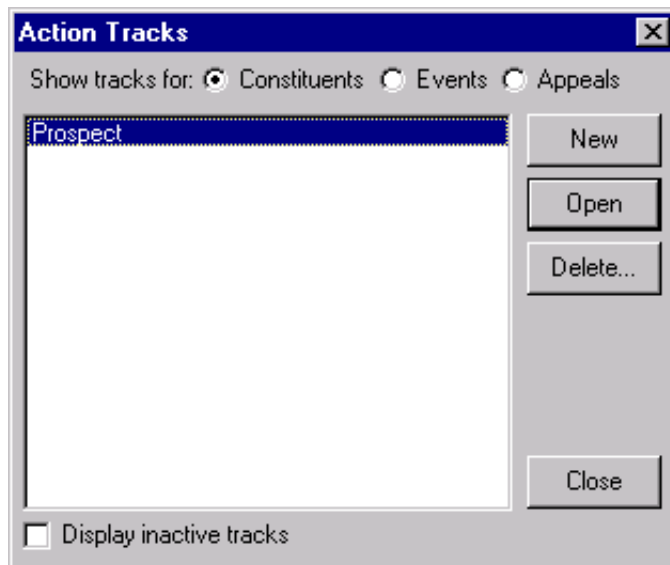 Action Tracks
Show tracks for: Constituents Events Appeals
Prospect
New
Open
Delete...
Close
Display inactive tracks